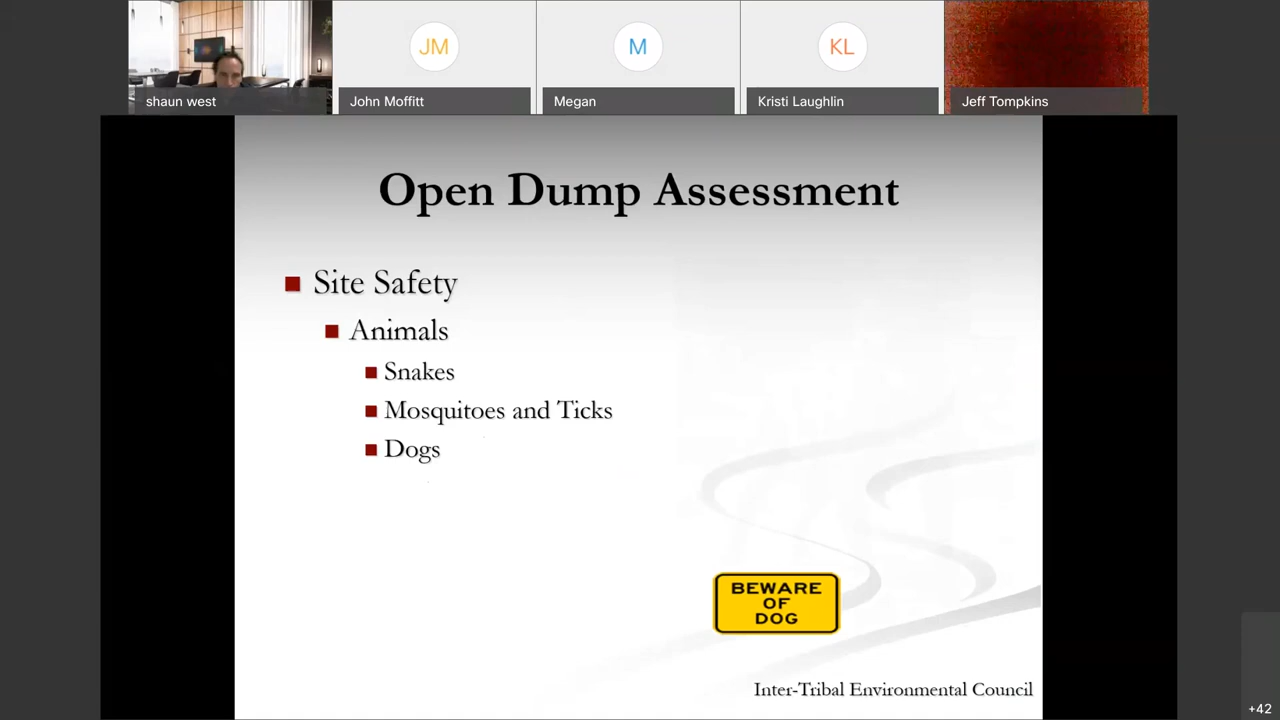 JM
M
KL
shaun west
John Moffitt
Megan
Kristi Laughlin
Jeff Tompkins
Open Dump Assessment
Site Safety
Animals
Snakes
Mosquitoes and Ticks
Dogs
BEWARE
OF
DOG
Inter-Tribal Environmental Council
+42